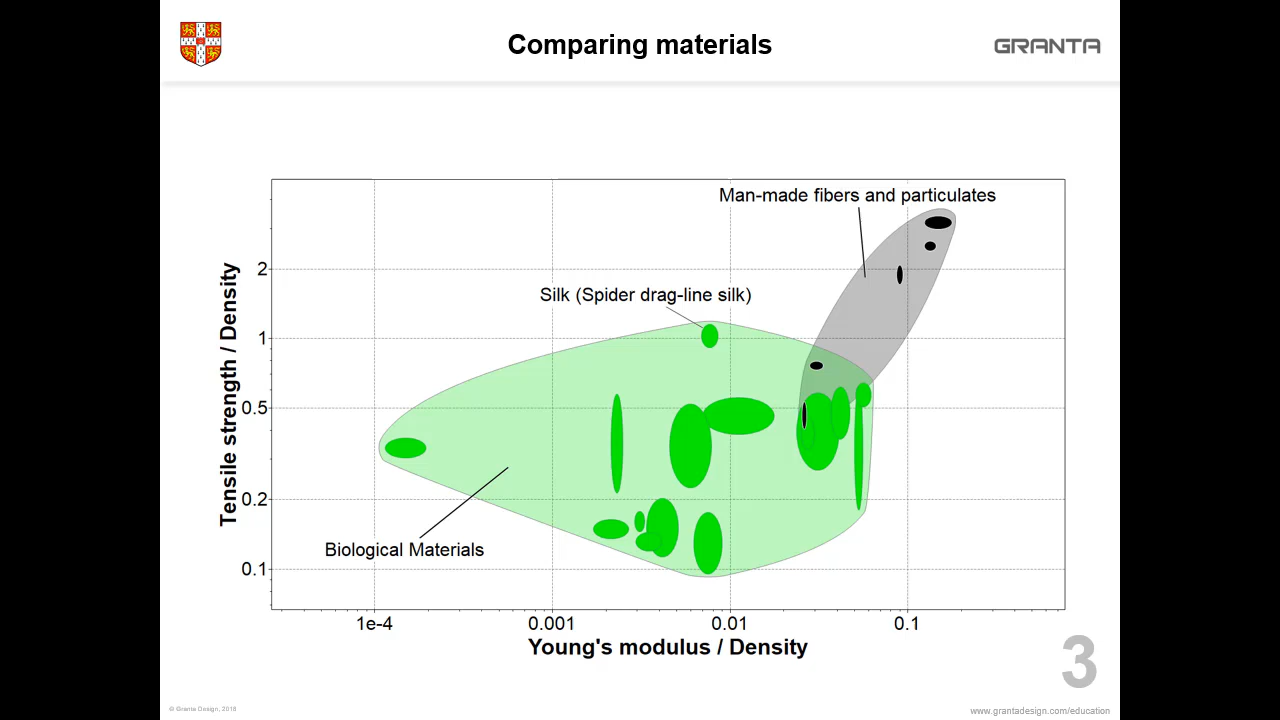 Comparing materials
GRANTA
Man-made fibers and particulates
Silk (Spider drag-line silk)
Biological Materials
Tensile strength / Density
2
1
0.5
0.2
0.1
1e-4
0.001
0.01
0.1
Young's modulus / Density
3
© Granta Design, 2018
www.grantadesign.com/education